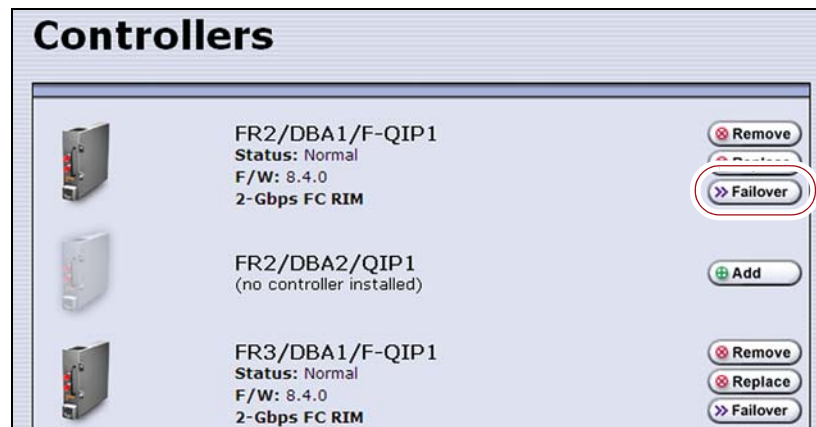 Controllers
FR2/DBA1/F-QIP1
Status: Normal
F/W: 8.4.0
2-Gbps FC RIM
Remove
Failover
FR2/DBA2/QIP1
(no controller installed)
Add
FR3/DBA1/F-QIP1
Status: Normal
F/W: 8.4.0
2-Gbps FC RIM
Remove
Replace
Failover